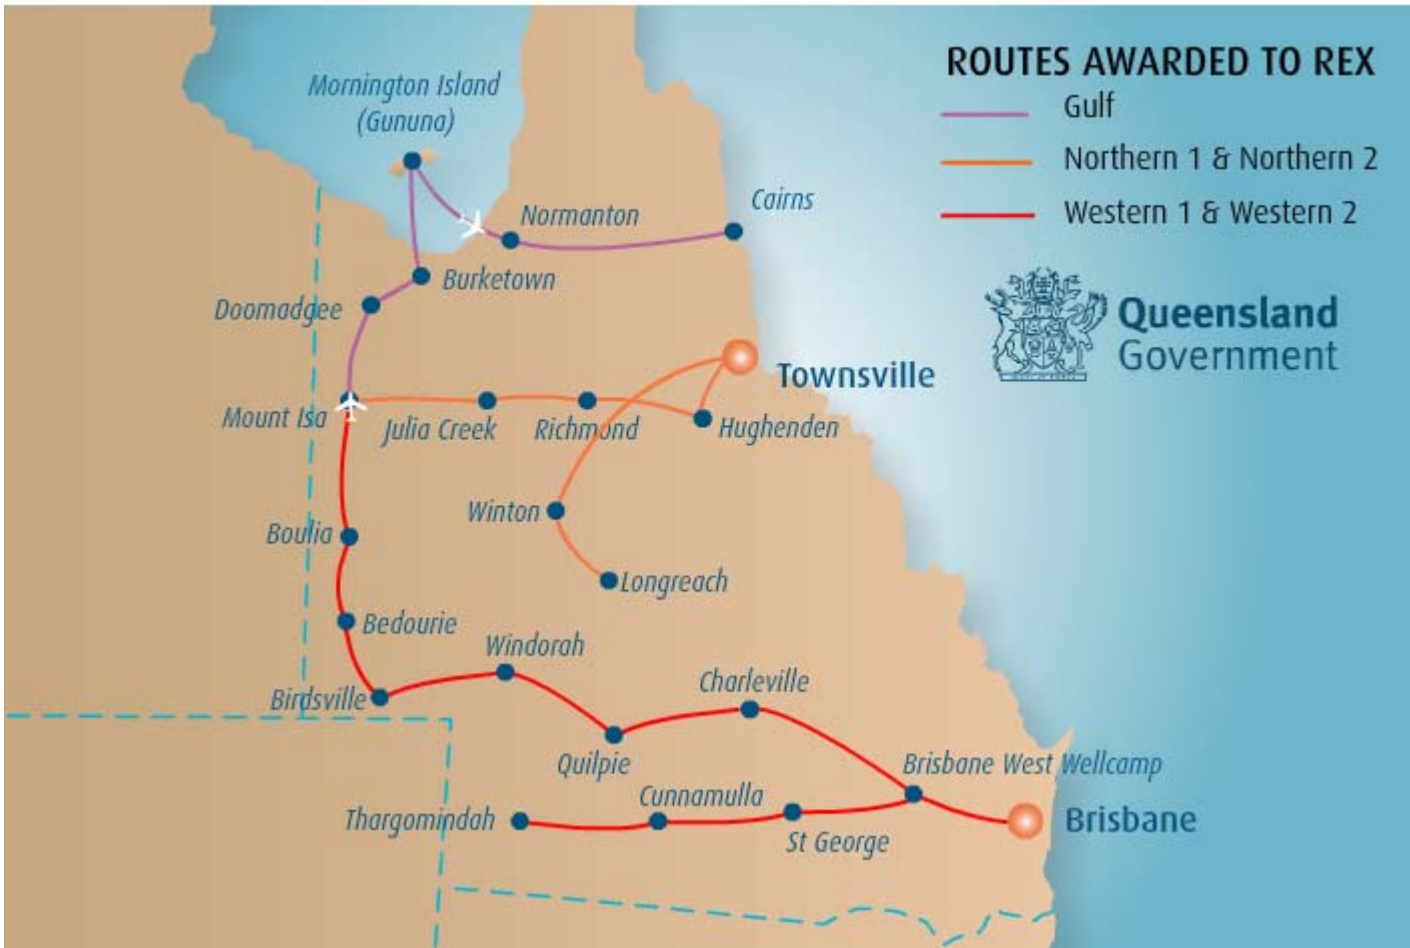 ROUTES AWARDED TO REX
Gulf
Northern 1 & Northern 2
Western 1 & Western 2
Queensland
Government
Mornington Island
(Gununa)
Normanton
Cairns
Burketown
Doomadgee
Townsville
Mount Isa
Julia Creek
Richmond
Hughenden
Winton
Boulia
Longreach
Bedourie
Windorah
Birdsville
Charleville
Quilpie
Brisbane West Wellcamp
Cunnamulla
Thargomindah
Brisbane
St George